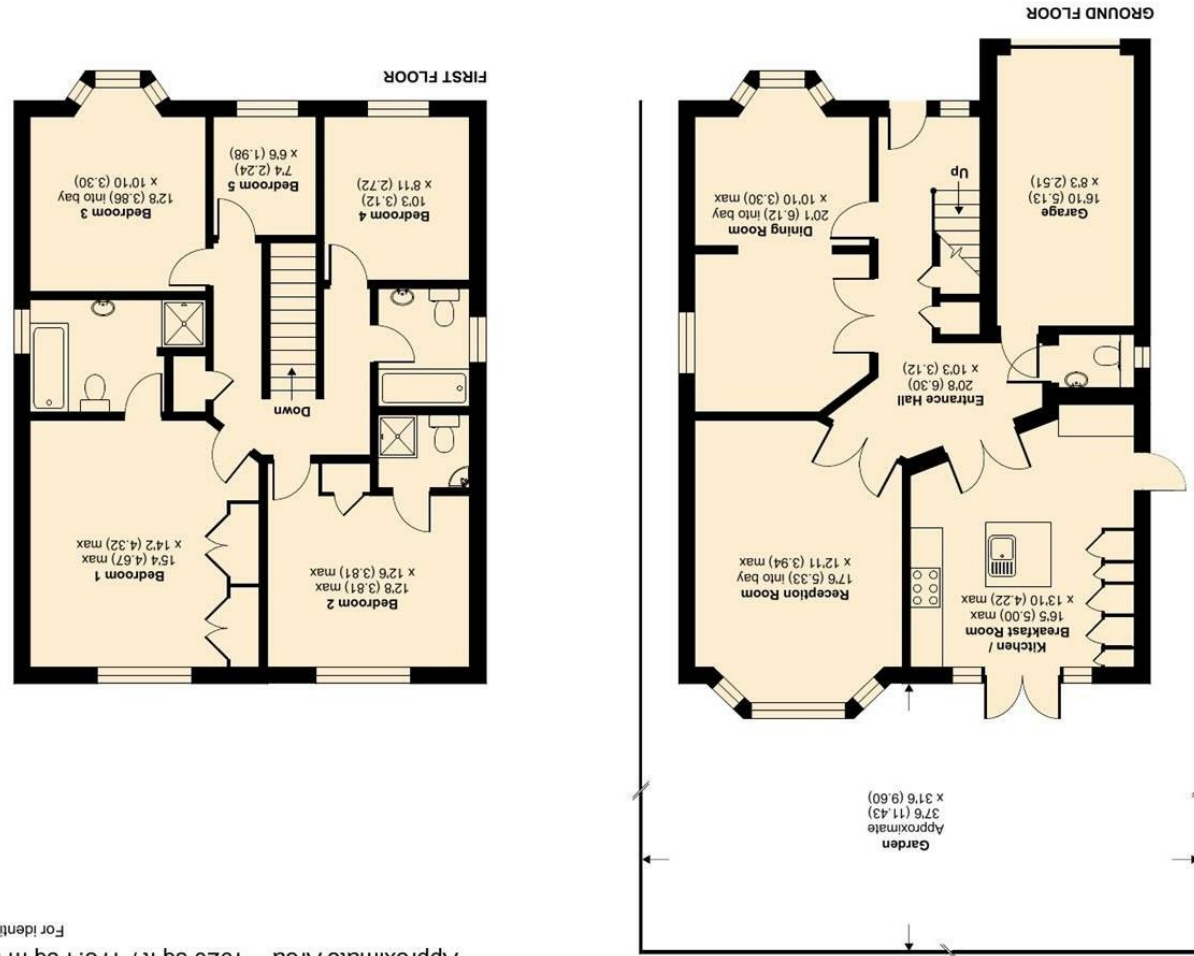 Approximate Area =
For identi
Garden
Approximate
37'6 (11.43)
x 31'6 (9.60)
Kitchen /
Breakfast Room
16'5 (5.00) max
x 13'10 (4.22) max
Reception Room
17'6 (5.33) into bay
x 12'11 (3.94) max
Entrance Hall
20'8 (6.30)
x 10'3 (3.12)
Garage
16'10 (5.13)
x 8'3 (2.51)
Up
Dining Room
20'1 (6.12) into bay
x 10'10 (3.30) max
GROUND FLOOR
Bedroom 2
12'8 (3.81) max
x 12'6 (3.81) max
Bedroom 1
15'4 (4.67) max
x 14'2 (4.32) max
Down
Bedroom 4
10'3 (3.12)
x 8'11 (2.72)
Bedroom 5
7'4 (2.24)
x 6'6 (1.98)
Bedroom 3
12'8 (3.86) into bay
x 10'10 (3.30)
FIRST FLOOR